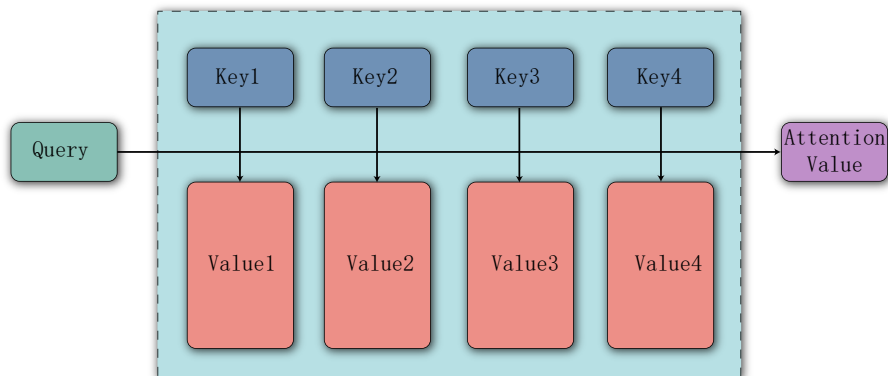 Key1
Key2
Key3
Key4
Query
Attention
Value
Value1
Value2
Value3
Value4